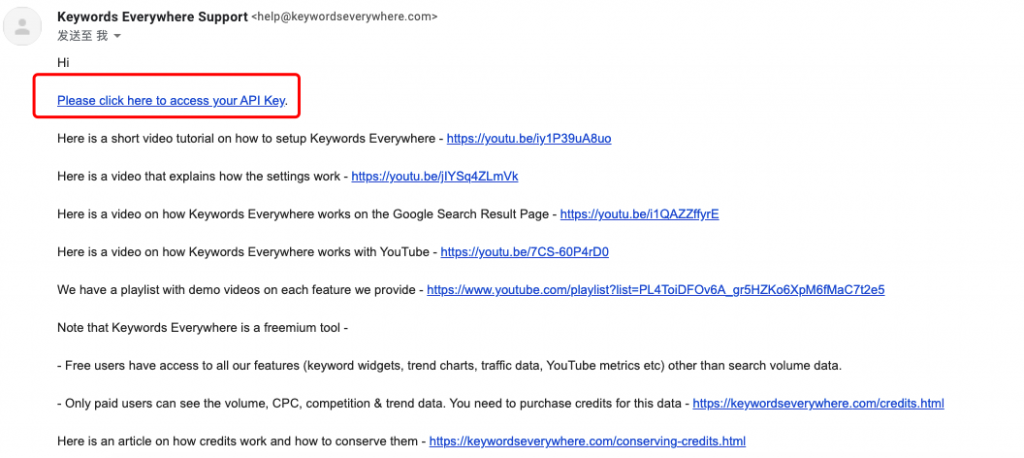 Keywords Everywhere Support <help@keywordseverywhere.com>
发送至 我
Hi
Please click here to access your API Key.
Here is a short video tutorial on how to setup Keywords Everywhere - https://youtu.be/iy1P39uA8uo
Here is a video that explains how the settings work - https://youtu.be/jIYSq4ZLmVk
Here is a video on how Keywords Everywhere works on the Google Search Result Page - https://youtu.be/i1QAZZffyrE
Here is a video on how Keywords Everywhere works with YouTube - https://youtu.be/7CS-60P4rD0
We have a playlist with demo videos on each feature we provide - https://www.youtube.com/playlist?list=PL4ToiDFOv6A_gr5HZKo6XpM6fMaC7t2e5
Note that Keywords Everywhere is a freemium tool -
- Free users have access to all our features (keyword widgets, trend charts, traffic data, YouTube metrics etc) other than search volume data.
- Only paid users can see the volume, CPC, competition & trend data. You need to purchase credits for this data - https://keywordseverywhere.com/credits.html
Here is an article on how credits work and how to conserve them - https://keywordseverywhere.com/conserving-credits.html